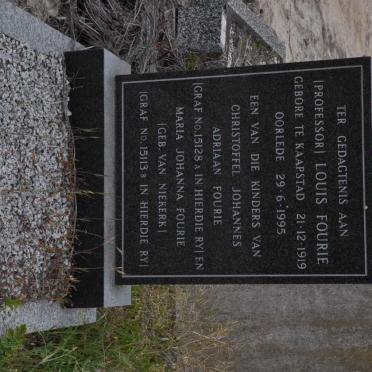 TER GEDAGTENIS AAN
(PROFESSOR) LOUIS FOURIE
GEBORE TE KAAPSTAD 21-12-1919
OORLEDE 29-6-1995
EEN VAN DIE KINDERS VAN
CHRISTOFFEL JOHANNES
ADRIAAN FOURIE
(GRAF NO. 15128 A IN HIERDIE RY) EN
MARIA JOHANNA FOURIE
(GEB. VAN NIEKERK)
(GRAF NO. 15113 B IN HIERDIE RY)